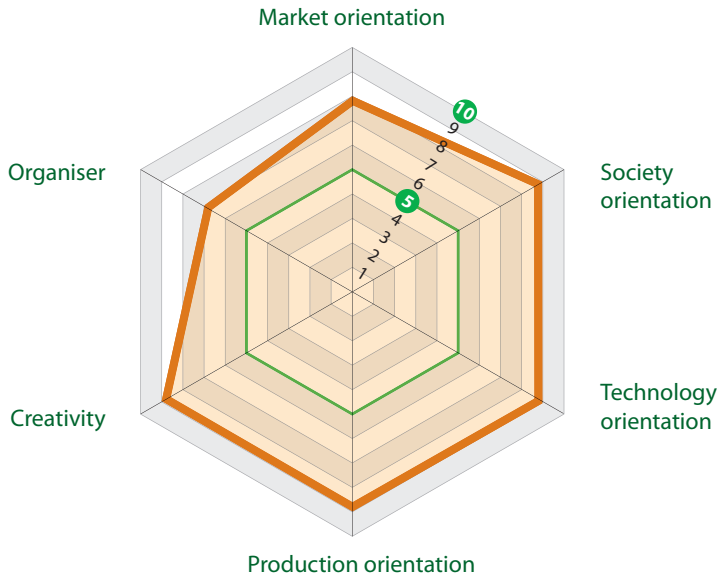 Market orientation
10
9
8
7
6
5
4
3
2
1
Organiser
Society
orientation
Creativity
Technology
orientation
Production orientation